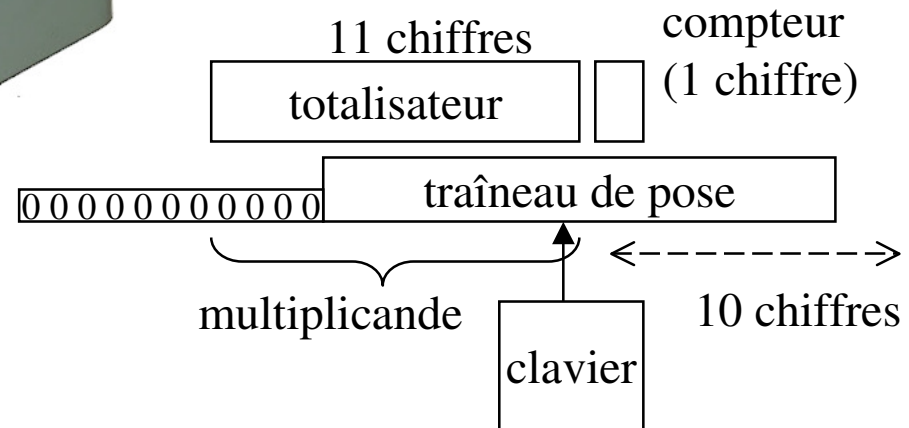 11 chiffres
compteur
(1 chiffre)
totalisateur
traîneau de pose
0 0 0 0 0 0 0 0 0 0 0
multiplicande
10 chiffres
clavier